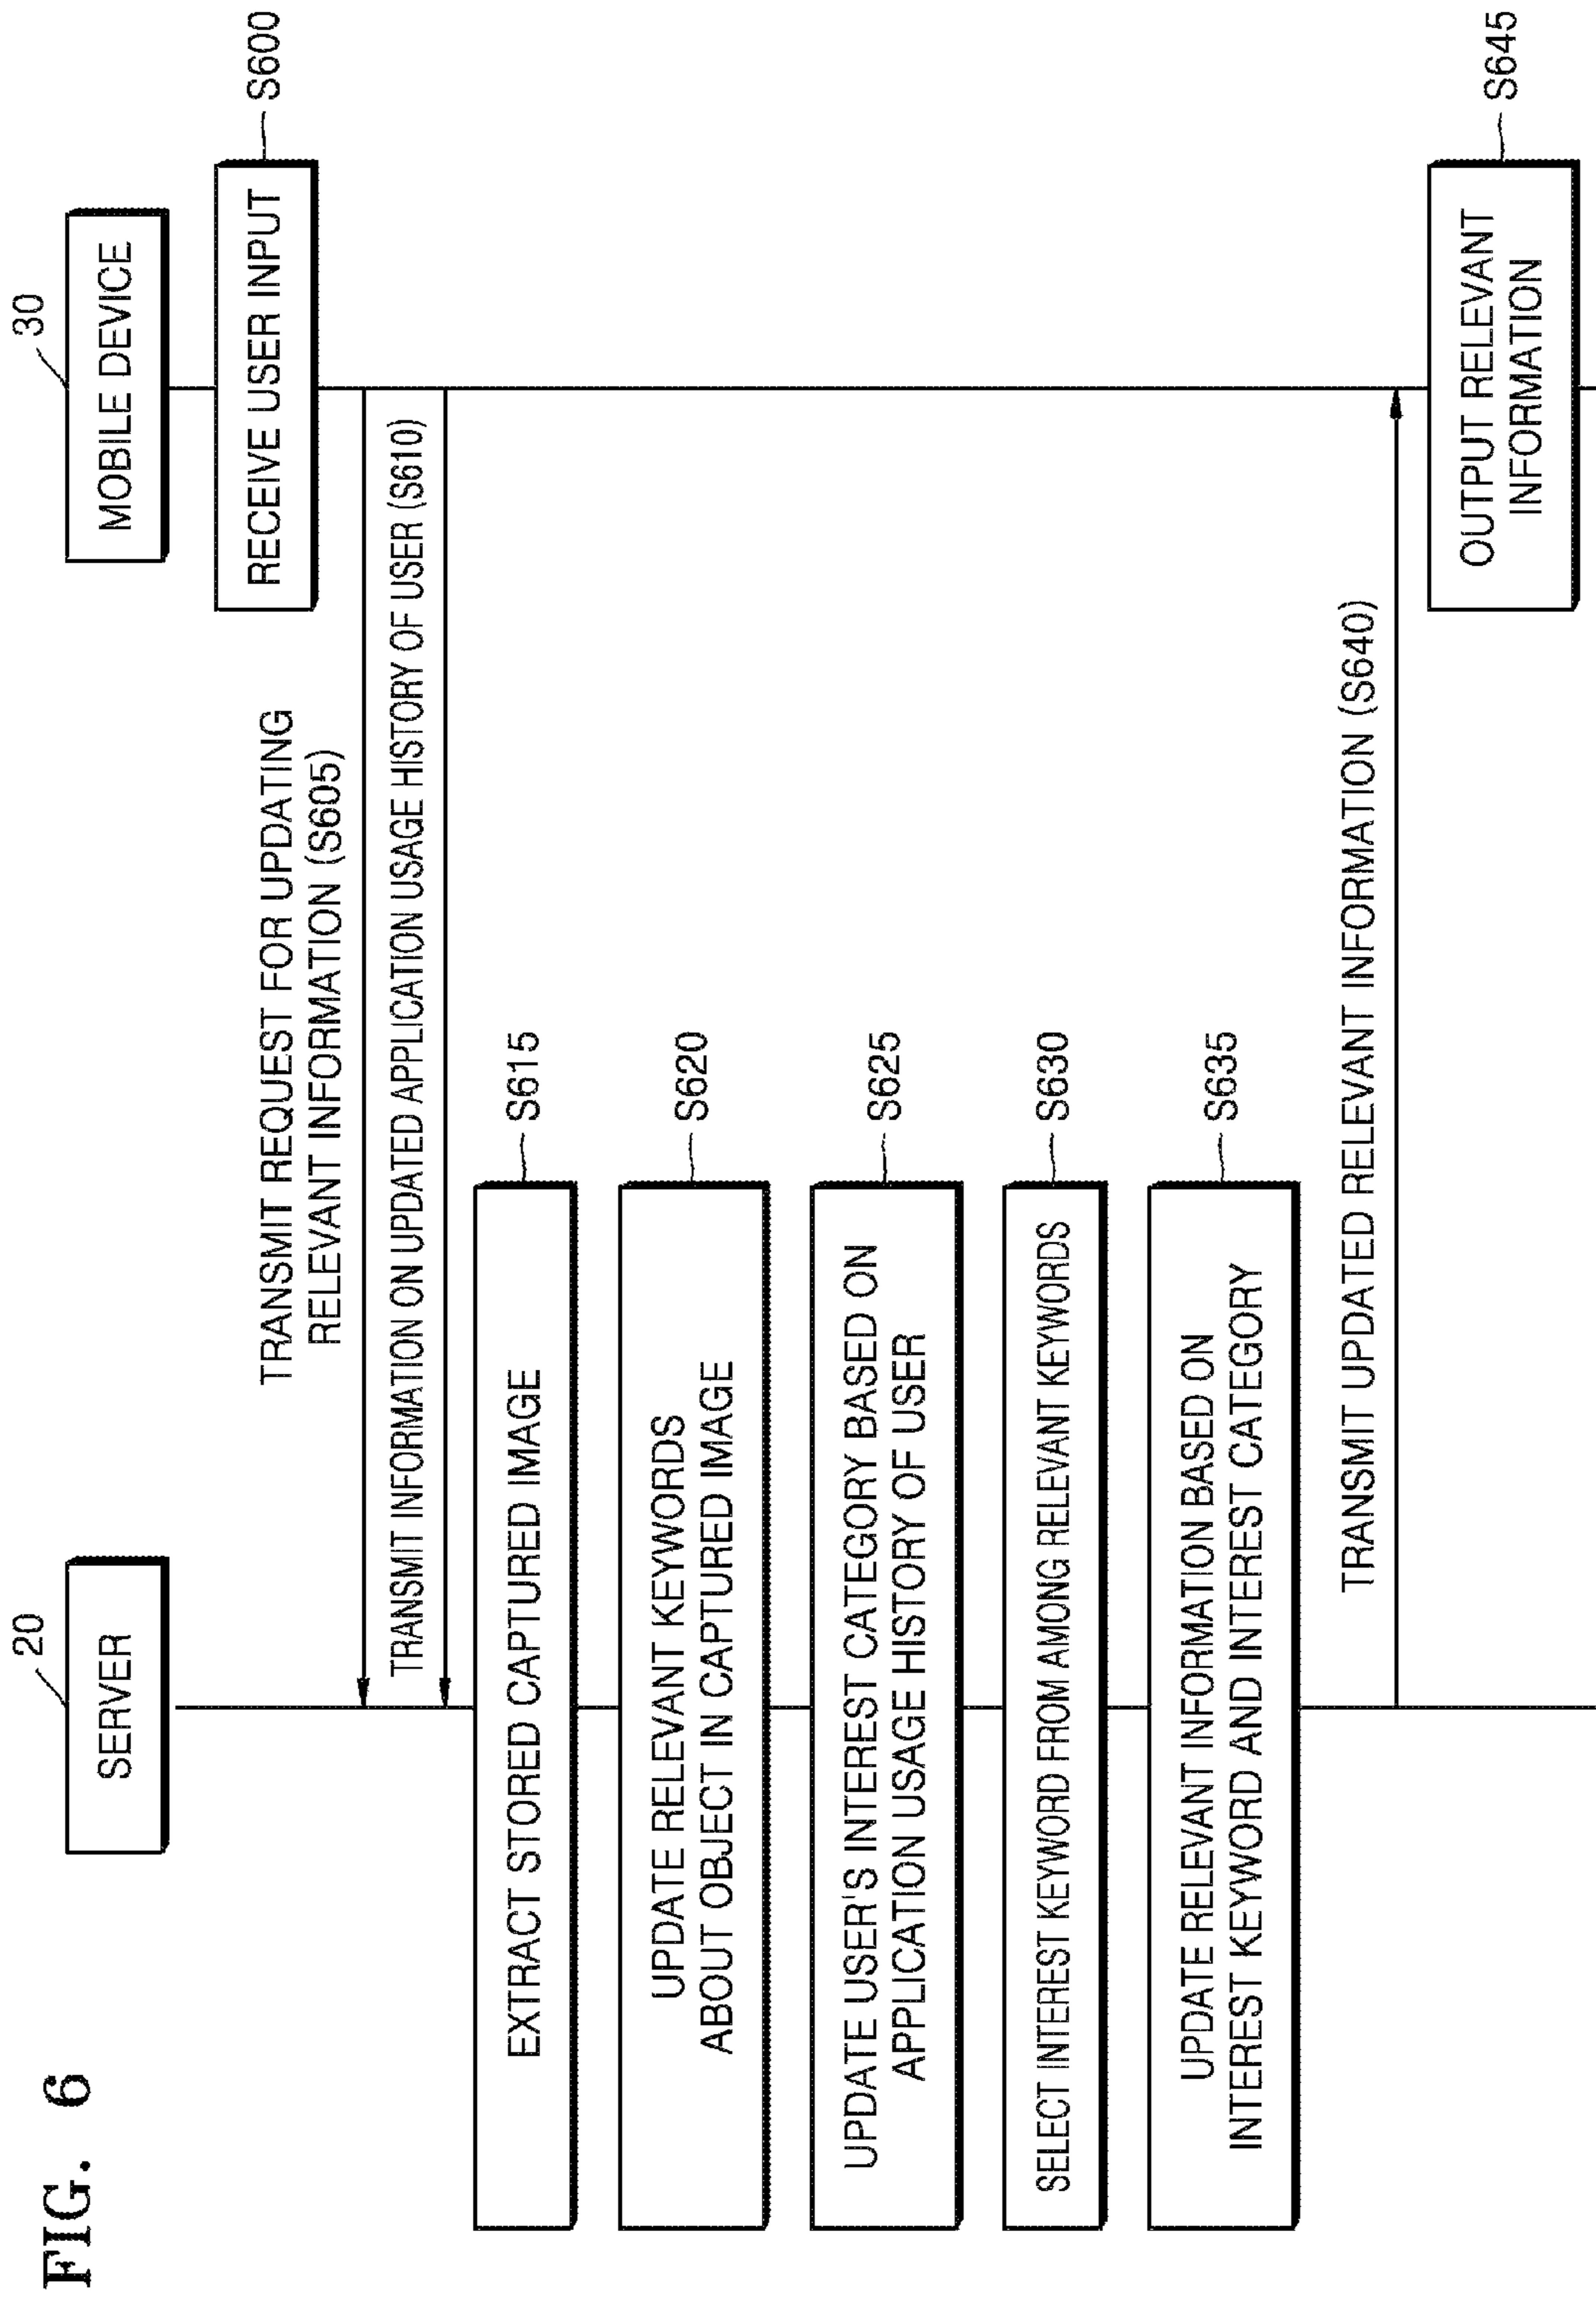 FIG. 6
20
SERVER
30
MOBILE DEVICE
RECEIVE USER INPUT
S600
TRANSMIT REQUEST FOR UPDATING
RELEVANT INFORMATION (S605)
TRANSMIT INFORMATION ON UPDATED APPLICATION USAGE HISTORY OF USER (S610)
EXTRACT STORED CAPTURED IMAGE
S615
UPDATE RELEVANT KEYWORDS
ABOUT OBJECT IN CAPTURED IMAGE
S620
UPDATE USER'S INTEREST CATEGORY BASED ON
APPLICATION USAGE HISTORY OF USER
S625
SELECT INTEREST KEYWORD FROM AMONG RELEVANT KEYWORDS
S630
UPDATE RELEVANT INFORMATION BASED ON
INTEREST KEYWORD AND INTEREST CATEGORY
S635
TRANSMIT UPDATED RELEVANT INFORMATION (S640)
OUTPUT RELEVANT
INFORMATION
S645